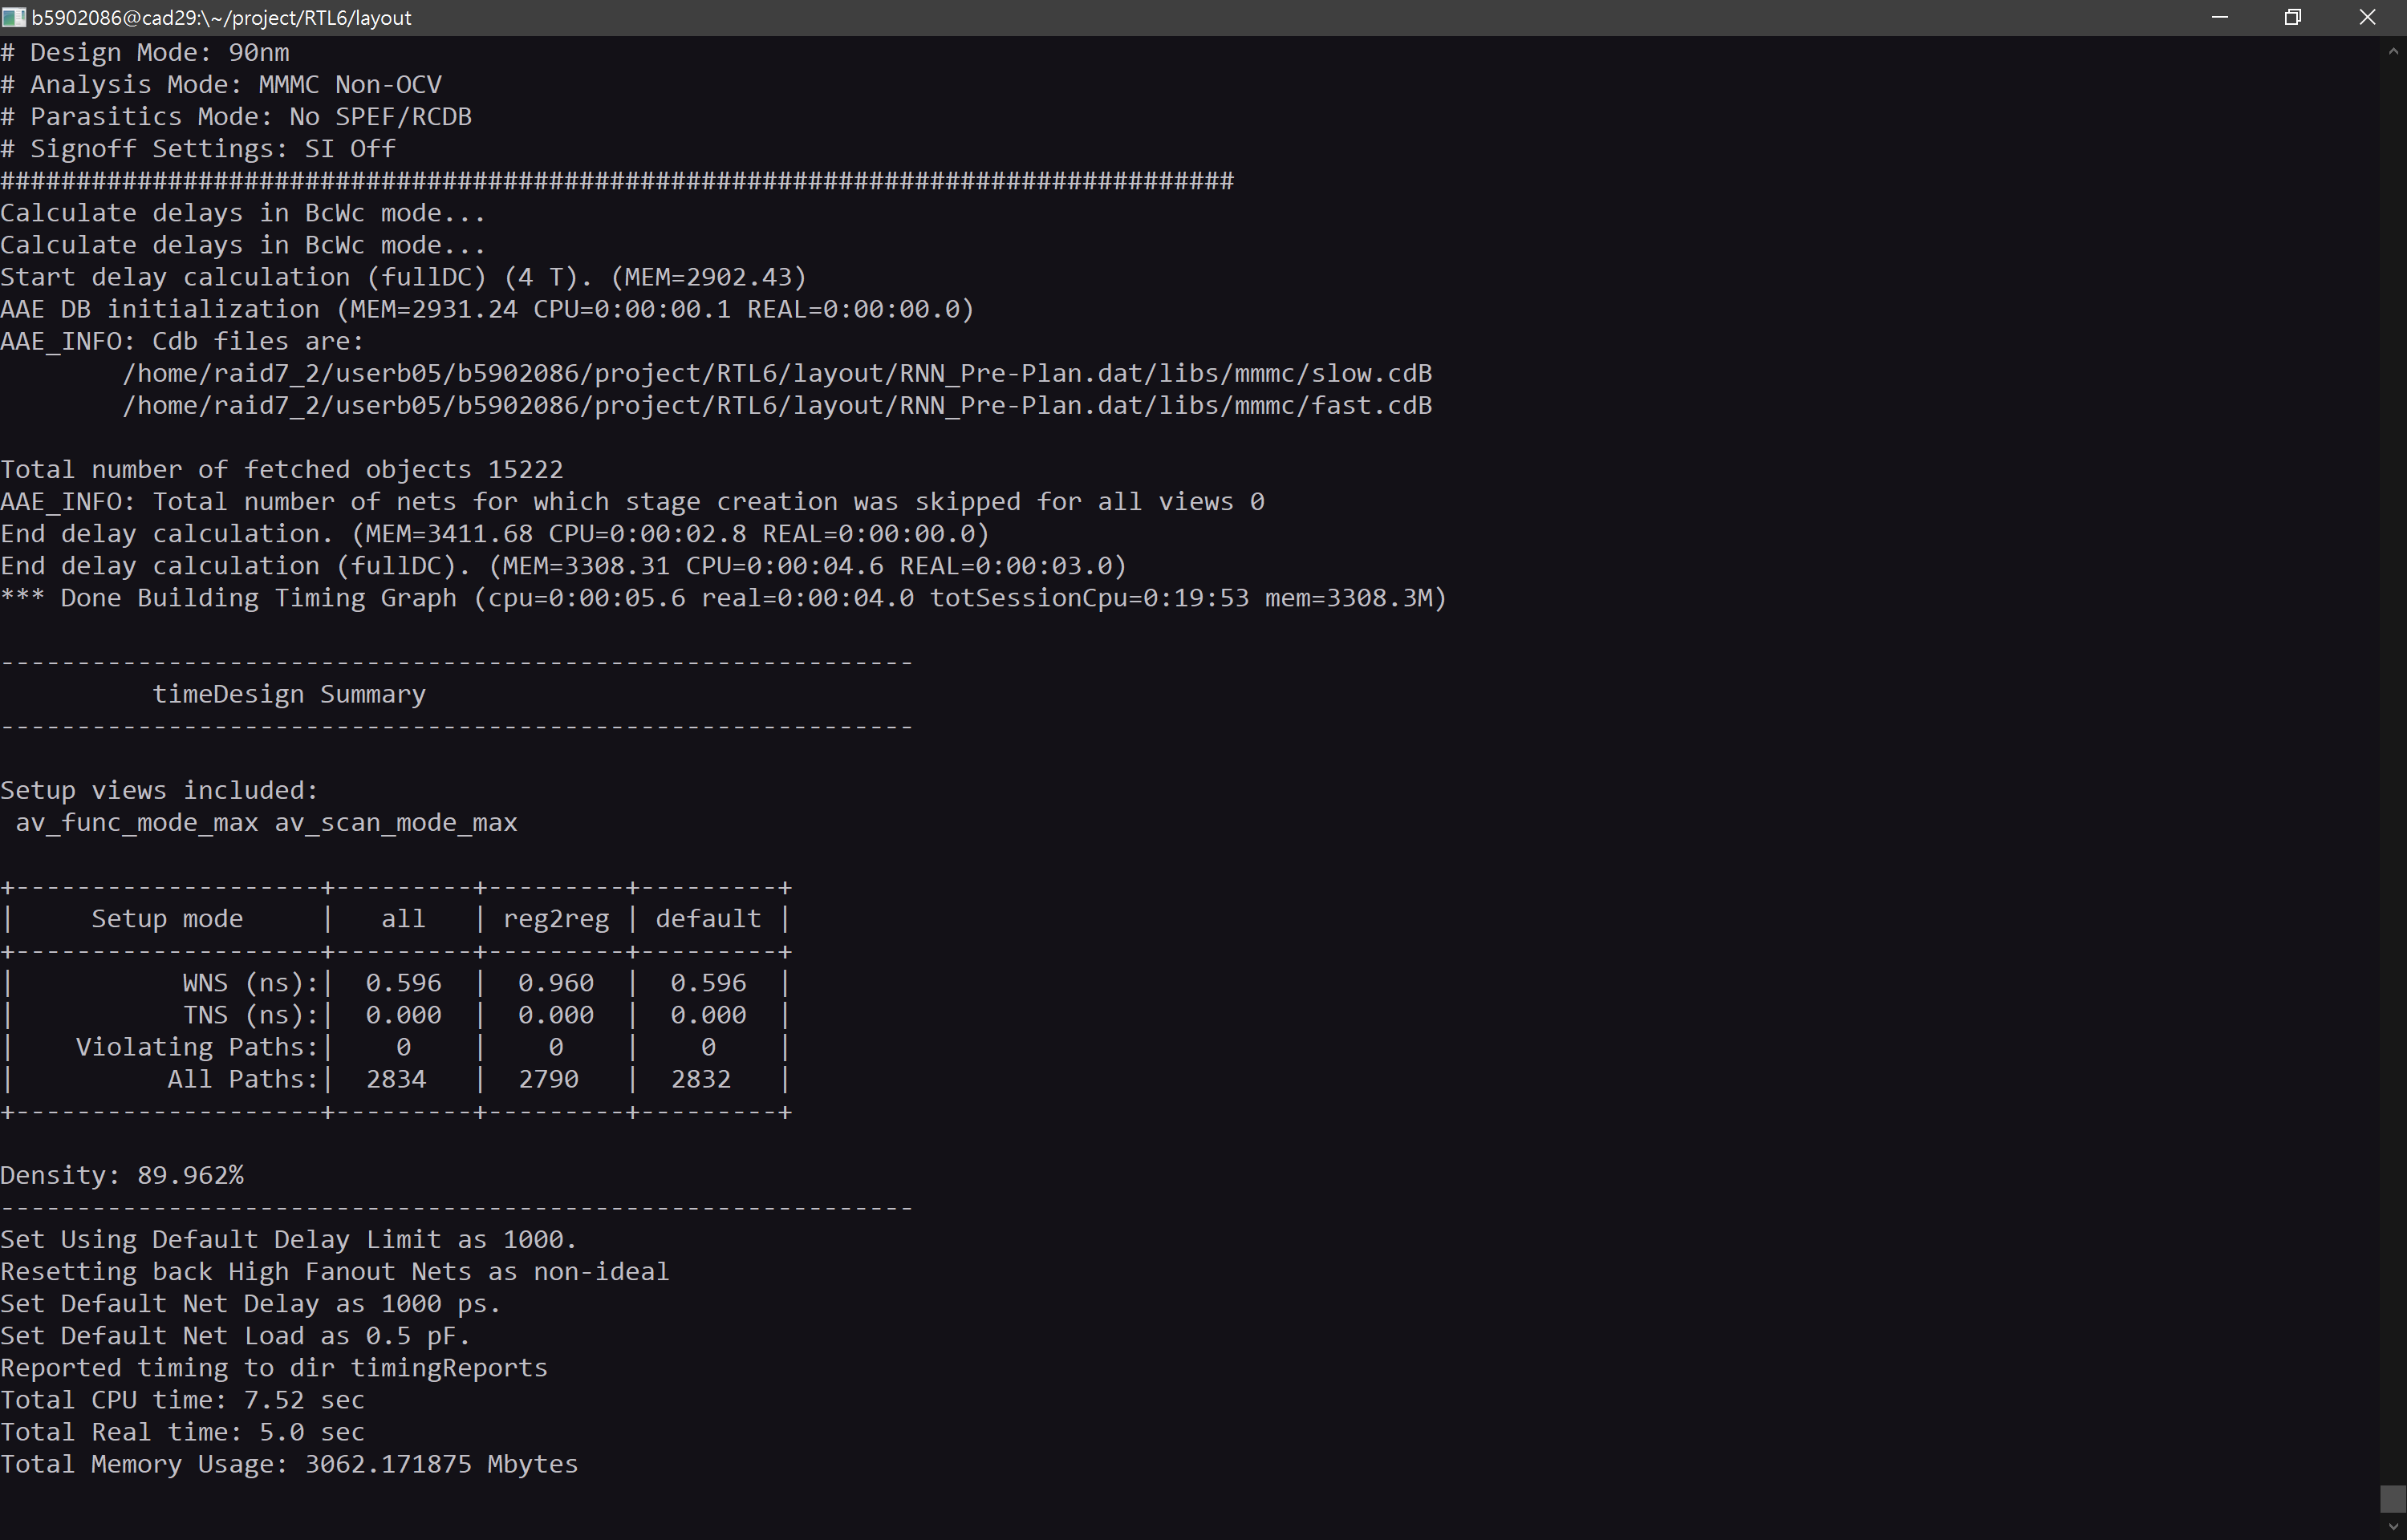 b5902086@cad29:\~/project/RTL6/layout
# Design Mode: 90nm
# Analysis Mode: MMMC Non-OCV
# Parasitics Mode: No SPEF/RCDB
# Signoff Settings: SI Off
#################################################################################
Calculate delays in BcWc mode...
Calculate delays in BcWc mode...
Start delay calculation (fullDC) (4 T). (MEM=2902.43)
AAE DB initialization (MEM=2931.24 CPU=0:00:00.1 REAL=0:00:00.0)
AAE_INFO: Cdb files are:
        /home/raid7_2/userb05/b5902086/project/RTL6/layout/RNN_Pre-Plan.dat/libs/mmmc/slow.cdB
        /home/raid7_2/userb05/b5902086/project/RTL6/layout/RNN_Pre-Plan.dat/libs/mmmc/fast.cdB
Total number of fetched objects 15222
AAE_INFO: Total number of nets for which stage creation was skipped for all views 0
End delay calculation. (MEM=3411.68 CPU=0:00:02.8 REAL=0:00:00.0)
End delay calculation (fullDC). (MEM=3308.31 CPU=0:00:04.6 REAL=0:00:03.0)
*** Done Building Timing Graph (cpu=0:00:05.6 real=0:00:04.0 totSessionCpu=0:19:53 mem=3308.3M)
------------------------------------------------------------
          timeDesign Summary
------------------------------------------------------------
Setup views included:
 av_func_mode_max av_scan_mode_max
+--------------------+---------+---------+---------+
|     Setup mode     |   all   | reg2reg | default |
+--------------------+---------+---------+---------+
|           WNS (ns):|  0.596  |  0.960  |  0.596  |
|           TNS (ns):|  0.000  |  0.000  |  0.000  |
|    Violating Paths:|    0    |    0    |    0    |
|          All Paths:|  2834   |  2790   |  2832   |
+--------------------+---------+---------+---------+
Density: 89.962%
------------------------------------------------------------
Set Using Default Delay Limit as 1000.
Resetting back High Fanout Nets as non-ideal
Set Default Net Delay as 1000 ps.
Set Default Net Load as 0.5 pF.
Reported timing to dir timingReports
Total CPU time: 7.52 sec
Total Real time: 5.0 sec
Total Memory Usage: 3062.171875 Mbytes